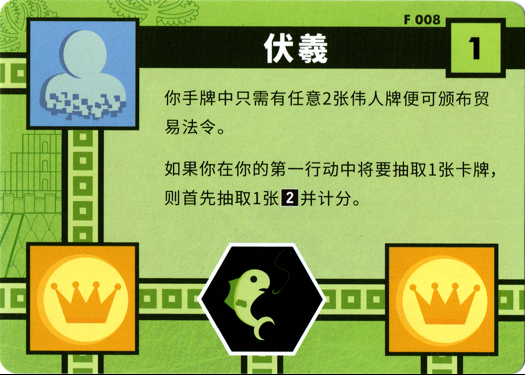 F 008
伏羲
1
你手牌中只需有任意2张伟人牌便可颁布贸
易法令。
如果你在你的第一行动中将要抽取1张卡牌,
则首先抽取1张2并计分。